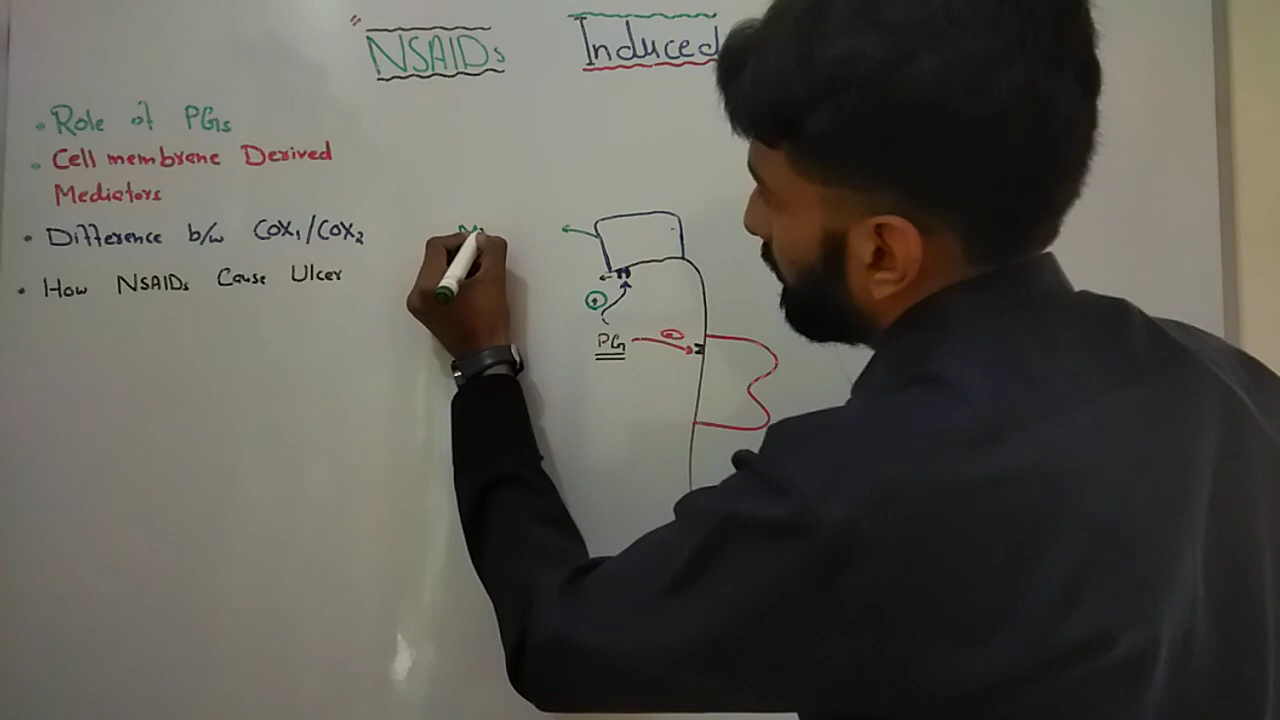 NSAIDs Induced
• Role of PGs
• Cell membrane Derived
Mediators
• Difference b/w COX₁/COX₂
• How NSAIDs Cause Ulcer
PG